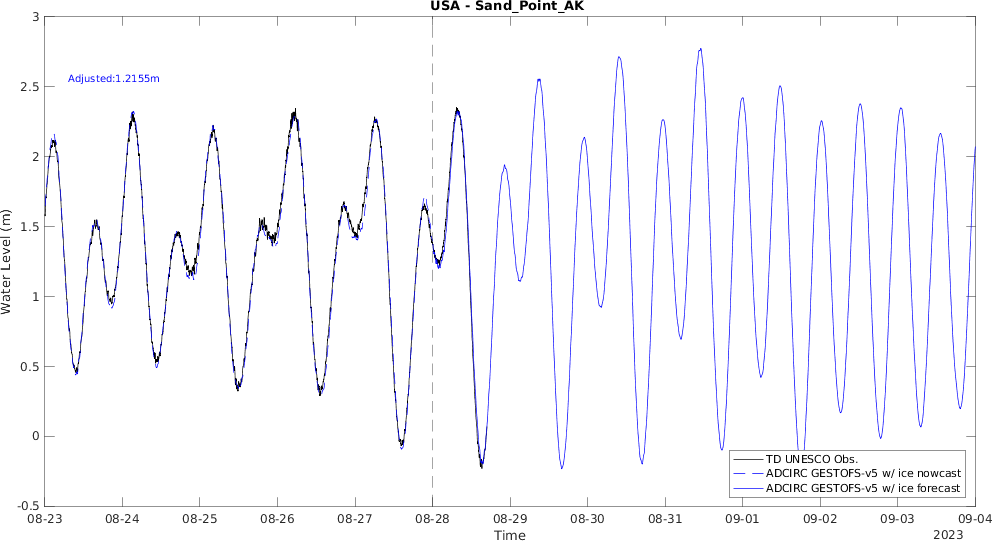 USA - Sand_Point_AK
Adjusted:1.2155m
Water Level (m)
3
2.5
2
1.5
1
0.5
0
-0.5
TD UNESCO Obs.
ADCIRC GESTOFS-v5 w/ ice nowcast
ADCIRC GESTOFS-v5 w/ ice forecast
08-23 08-24 08-25 08-26 08-27 08-28 08-29 08-30 08-31 09-01 09-02 09-03 09-04
Time
2023